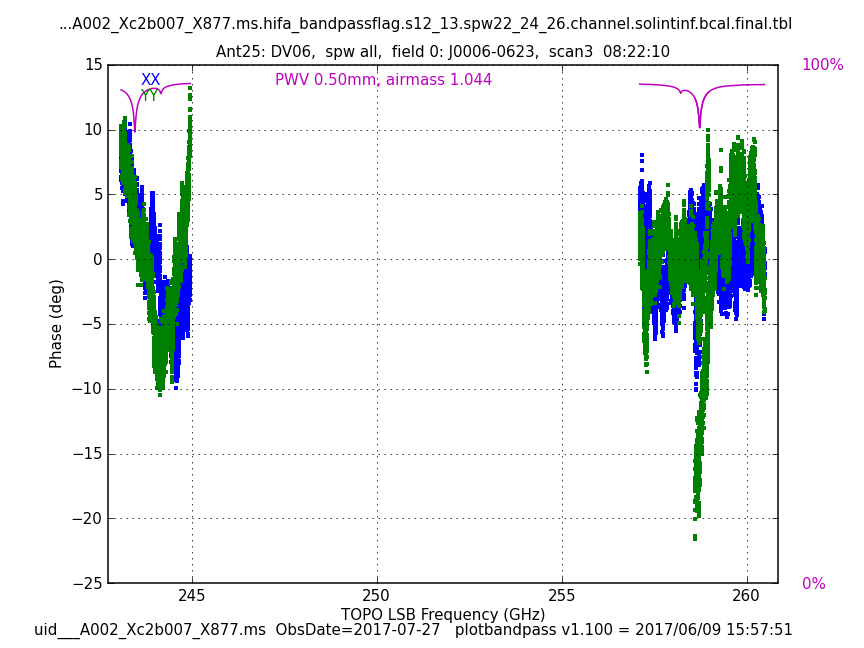 ...A002_Xc2b007_X877.ms.hifa_bandpassflag.s12_13.spw22_24_26.channel.solintinf.bcal.final.tbl
Ant25: DV06,  spw all,  field 0: J0006-0623,  scan3  08:22:10
XX
YY
PWV 0.50mm, airmass 1.044
100%
0%
15
10
5
0
−5
−10
−15
−20
−25
Phase (deg)
245
250
255
260
TOPO LSB Frequency (GHz)
uid___A002_Xc2b007_X877.ms  ObsDate=2017-07-27   plotbandpass v1.100 = 2017/06/09 15:57:51